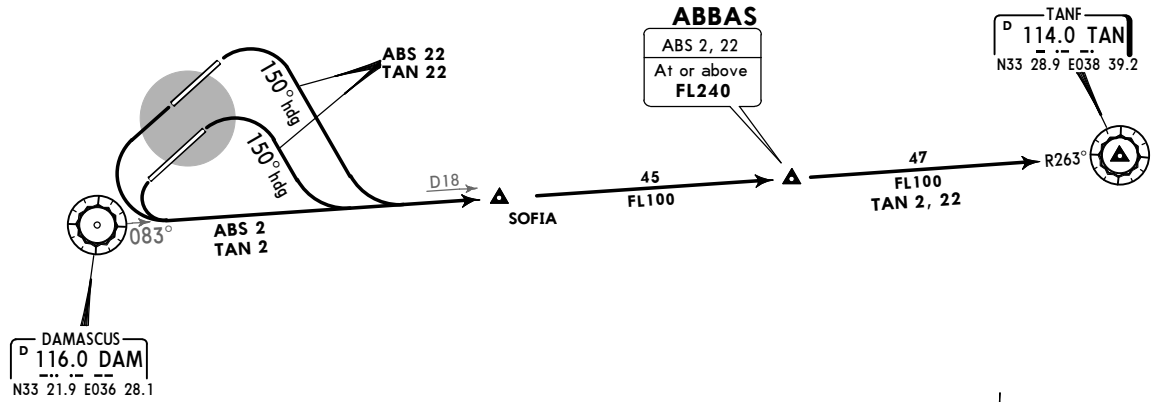 ABBAS
ABS 2, 22
At or above
FL240
TANF
D 114.0 TAN
N33 28.9 E038 39.2
ABS 22
TAN 22
150° hdg
150° hdg
D18
SOFIA
45
FL100
47
FL100
TAN 2, 22
R263°
083°
ABS 2
TAN 2
DAMASCUS
D 116.0 DAM
N33 21.9 E036 28.1